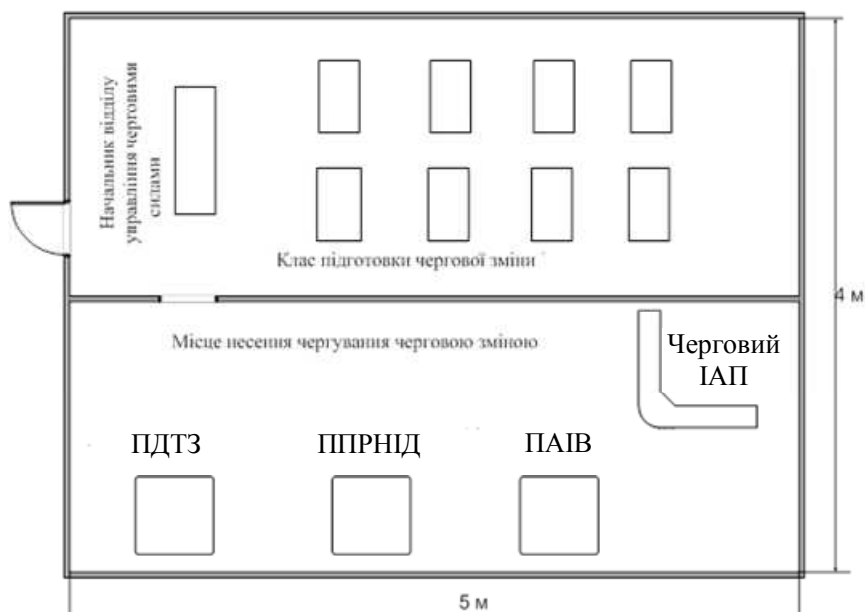 Начальник відділу
управління черговими
силами
Клас підготовки чергової зміни
4 м
Місце несення чергування черговою зміною
Черговий
ІАП
ПДТЗ
ППРНІД
ПАІВ
5 м